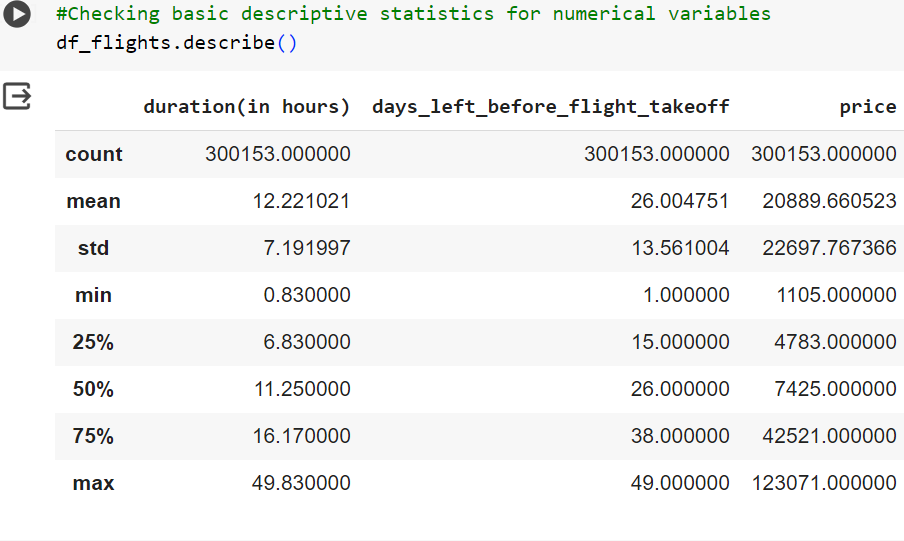 #Checking basic descriptive statistics for numerical variables
df_flights.describe()
duration(in hours) days_left_before_flight_takeoff price
count 300153.000000 300153.000000 300153.000000
mean 12.221021 26.004751 20889.660523
std 7.191997 13.561004 22697.767366
min 0.830000 1.000000 1105.000000
25% 6.830000 15.000000 4783.000000
50% 11.250000 26.000000 7425.000000
75% 16.170000 38.000000 42521.000000
max 49.830000 49.000000 123071.000000